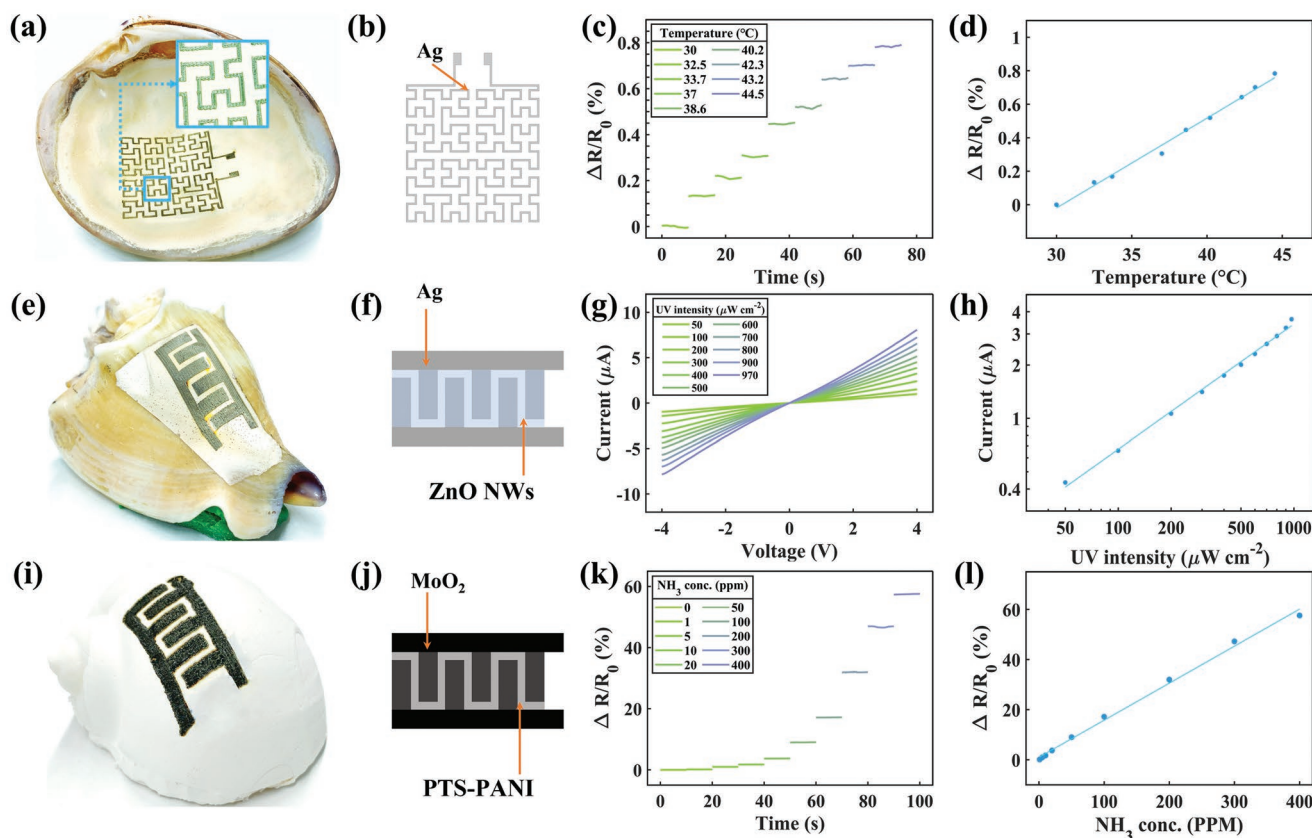 (a)
(b)
Ag
(c)
Temperature (°C)
30 40.2
32.5 42.3
33.7 43.2
37 44.5
38.6
0.8
0.6
0.4
0.2
0
Δ R/R0 (%)
0 20 40 60 80
Time (s)
(d)
1
0.8
0.6
0.4
0.2
0
Δ R/R0 (%)
30 35 40 45
Temperature (°C)
(e)
(f)
Ag
ZnO NWs
(g)
UV intensity (μW cm-2)
50 600
100 700
200 800
300 900
400 970
500
10
5
0
-5
-10
Current (μA)
-4 -2 0 2 4
Voltage (V)
(h)
4
3
2
1
0.4
Current (μA)
50 100 200 500 1000
UV intensity (μW cm-2)
(i)
(j)
MoO2
PTS-PANI
(k)
NH3 conc. (ppm)
0 50
1 100
5 200
10 300
20 400
60
40
20
0
Δ R/R0 (%)
0 20 40 60 80 100
Time (s)
(l)
60
40
20
0
Δ R/R0 (%)
0 100 200 300 400
NH3 conc. (PPM)